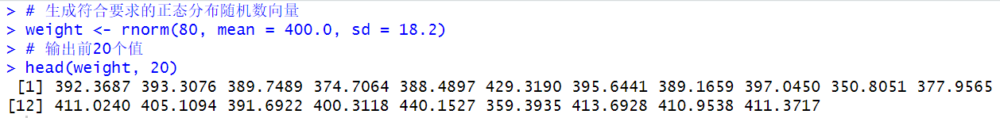 > # 生成符合要求的正态分布随机数向量
> weight <- rnorm(80, mean = 400.0, sd = 18.2)
> # 输出前20个值
> head(weight, 20)
 [1] 392.3687 393.3076 389.7489 374.7064 388.4897 429.3190 395.6441 389.1659 397.0450 350.8051 377.9565
[12] 411.0240 405.1094 391.6922 400.3118 440.1527 359.3935 413.6928 410.9538 411.3717